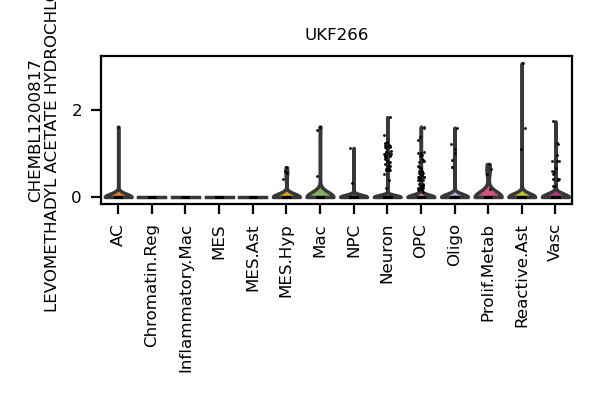 UKF266
CHEMBL1200817
LEVOMETHADYL ACETATE
2
0
AC
Chromatin.Reg
Inflammatory.Mac
MES
MES.Ast
MES.Hyp
Mac
NPC
Neuron
OPC
Oligo
Prolif.Metab
Reactive.Ast
Vasc